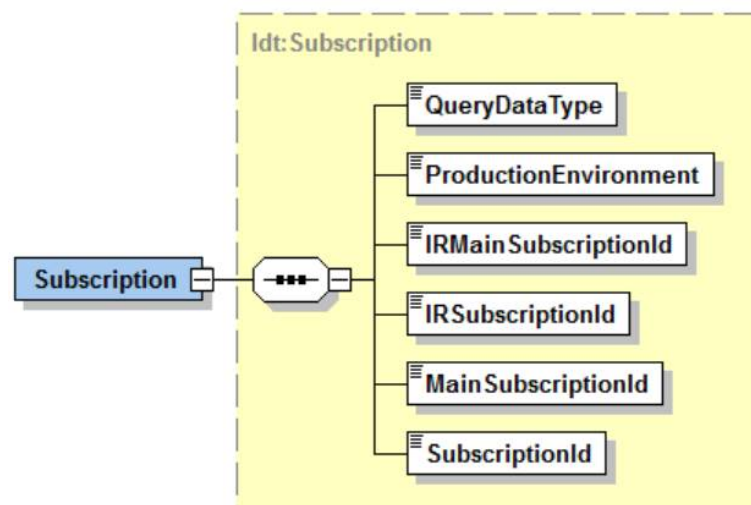 ldt:Subscription
QueryDataType
ProductionEnvironment
IRMainSubscriptionId
Subscription
IRSubscriptionId
MainSubscriptionId
SubscriptionId